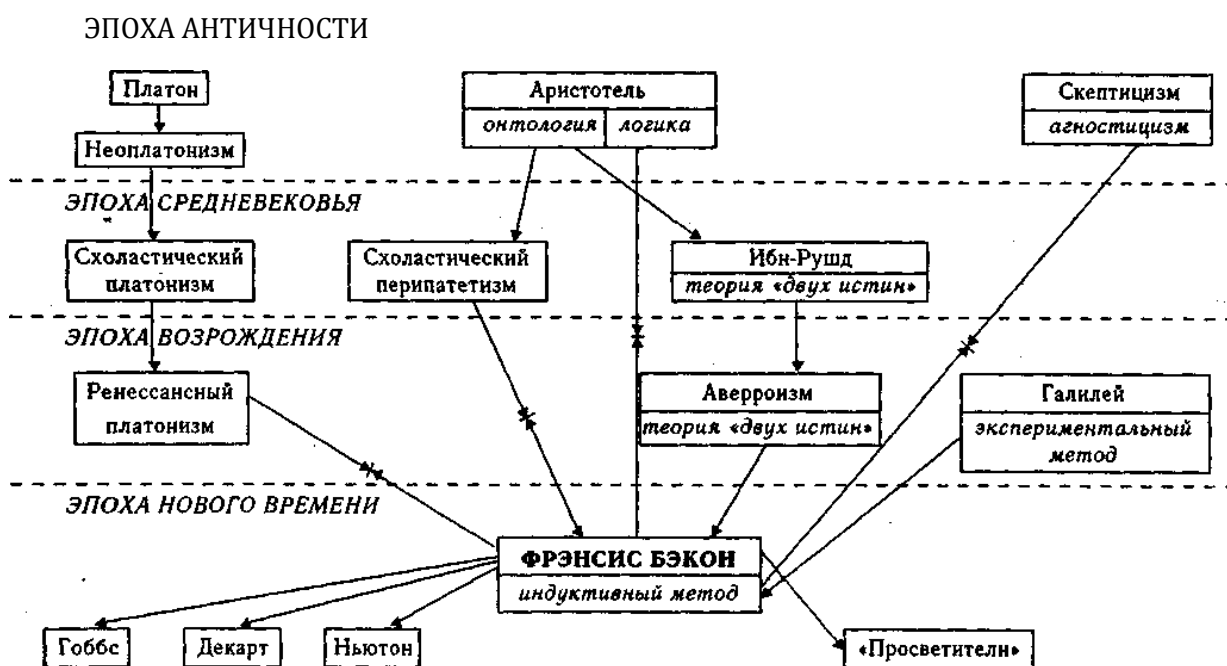 ЭПОХА АНТИЧНОСТИ
Платон
Аристотель
онтология
логика
Скептицизм
агностицизм
Неоплатонизм
ЭПОХА СРЕДНЕВЕКОВЬЯ
Схоластический
платонизм
Схоластический
перипатетизм
Ибн-Рушд
теория «двух истин»
ЭПОХА ВОЗРОЖДЕНИЯ
Ренессансный
платонизм
Аверроизм
теория «двух истин»
Галилей
экспериментальный
метод
ЭПОХА НОВОГО ВРЕМЕНИ
ФРЭНСИС БЭКОН
индуктивный метод
Гоббс
Декарт
Ньютон
«Просветители»